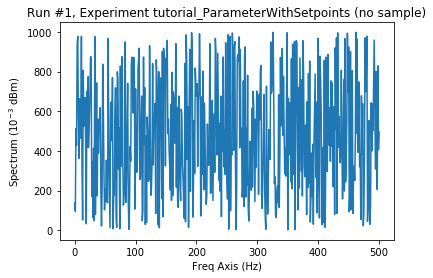 Run #1, Experiment tutorial_ParameterWithSetpoints (no sample)
1000
800
600
400
200
0
Spectrum (10⁻³ dBm)
0 100 200 300 400 500
Freq Axis (Hz)